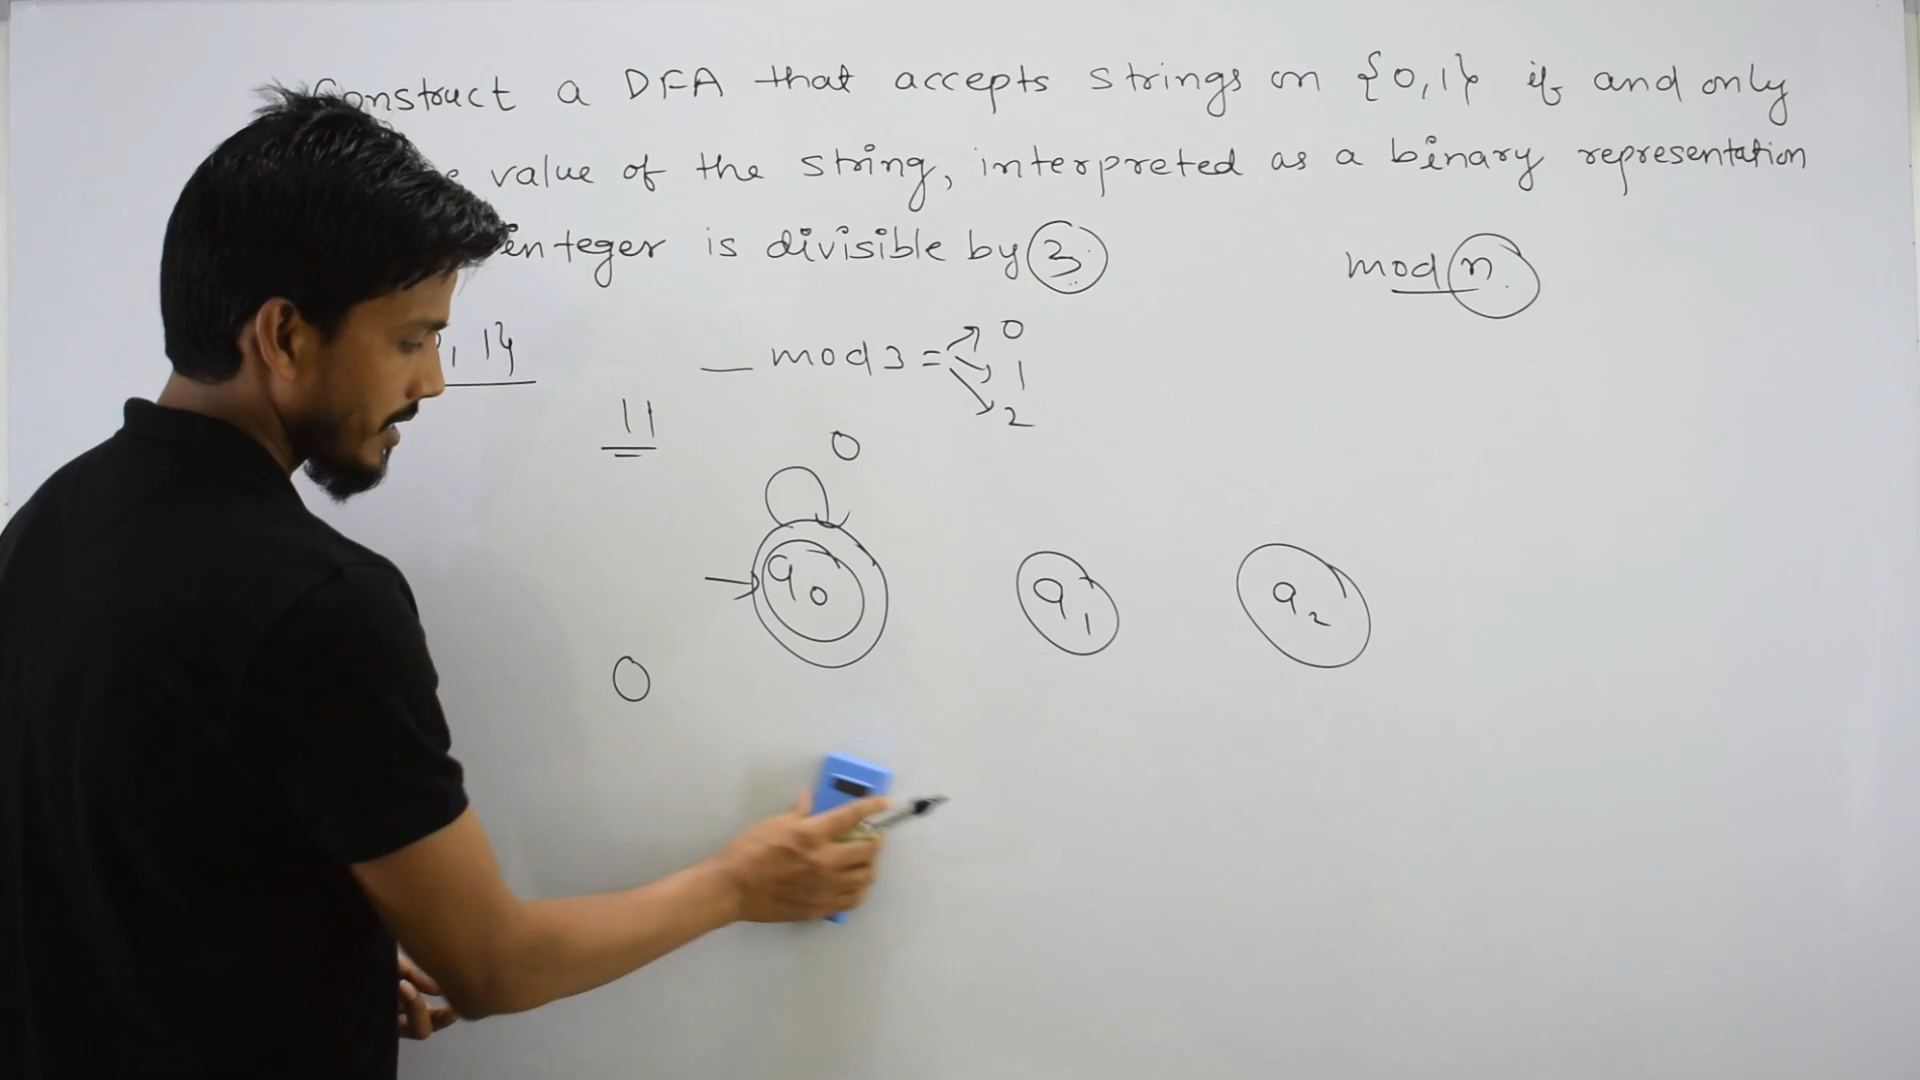 Construct a DFA that accepts strings on {0,1} if and only
value of the string, interpreted as a binary representation
integer is divisible by 3
mod n
, 1}
_ mod 3 = 0
1
2
11
0
q0
q1
q2
0